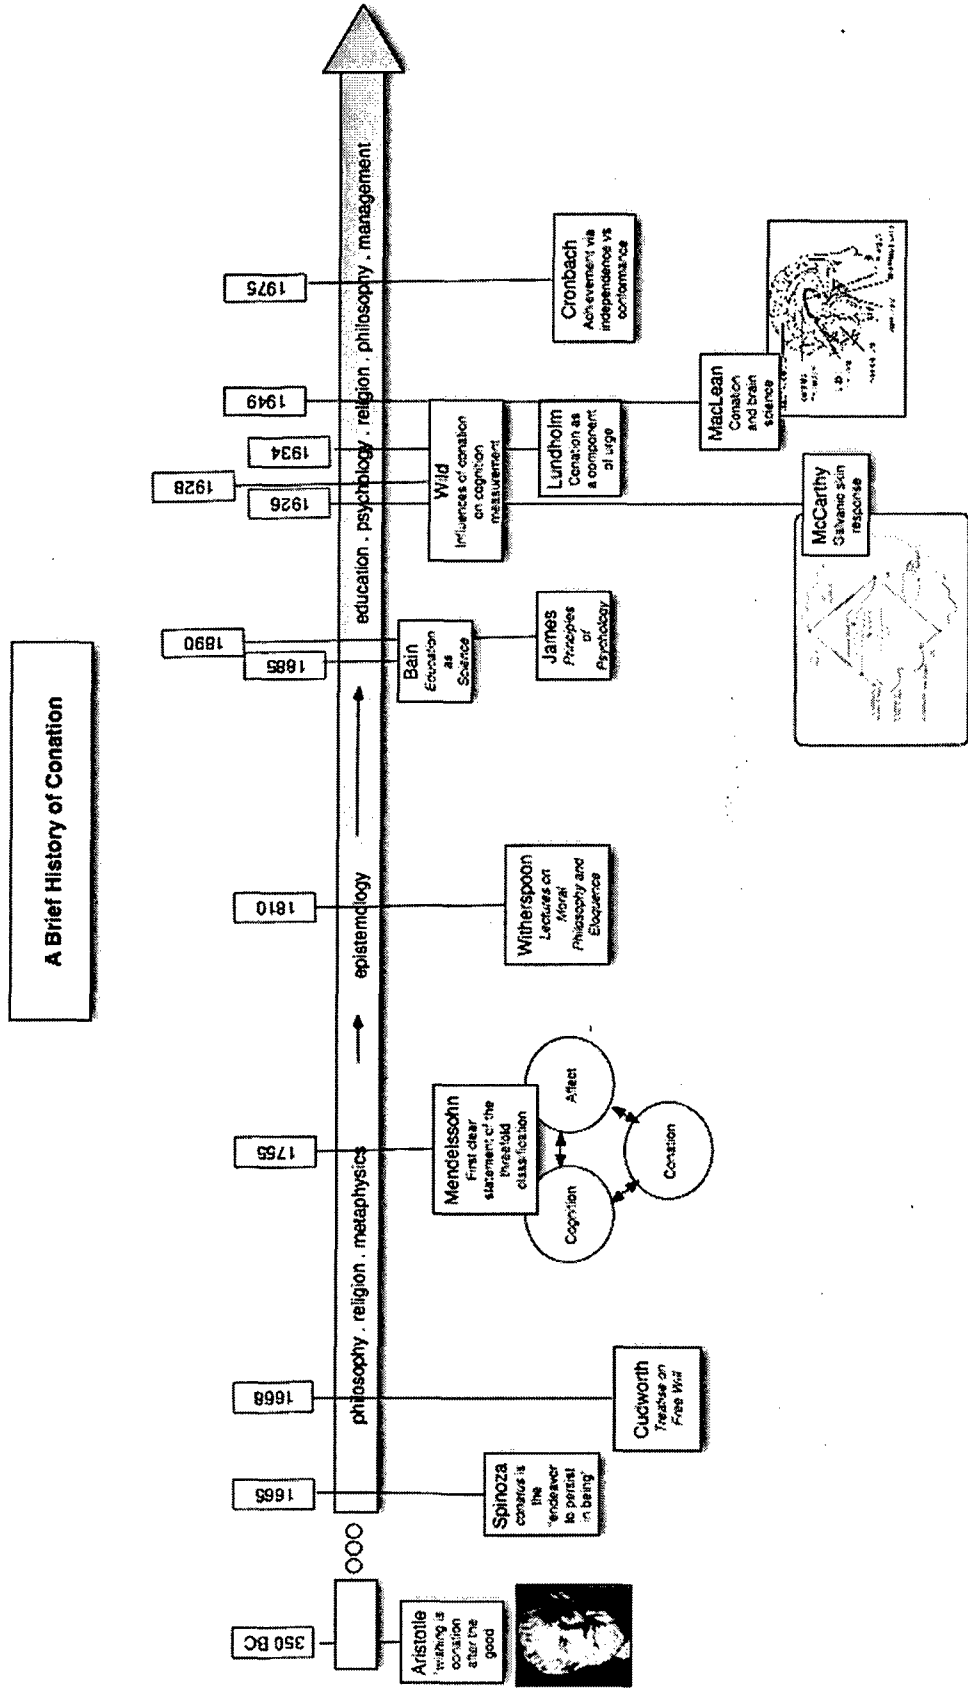 A Brief History of Conation
350 BC
1665
1668
1755
1810
1885
1890
1926
1928
1934
1949
1975
philosophy . religion . metaphysics
epistemology
education . psychology . religion . philosophy . management
Aristotle
'wishing is
conation
after the
good
Spinoza
conatus is
the
"endeavor
to persist
in being'
Cudworth
Treatise on
Free Will
Mendelssohn
First clear
statement of the
threefold
classification
Cognition
Affect
Conation
Witherspoon
Lectures on
Moral
Philosophy and
Eloquence
Bain
Education
as
Science
James
Principles
of
Psychology
Wild
Influences of conation
on cognition
measurement
Lundholm
Conation as
a component
of urge
McCarthy
Galvanic skin
response
MacLean
Conation
and brain
science
Cronbach
Achievement via
independence vs
conformance